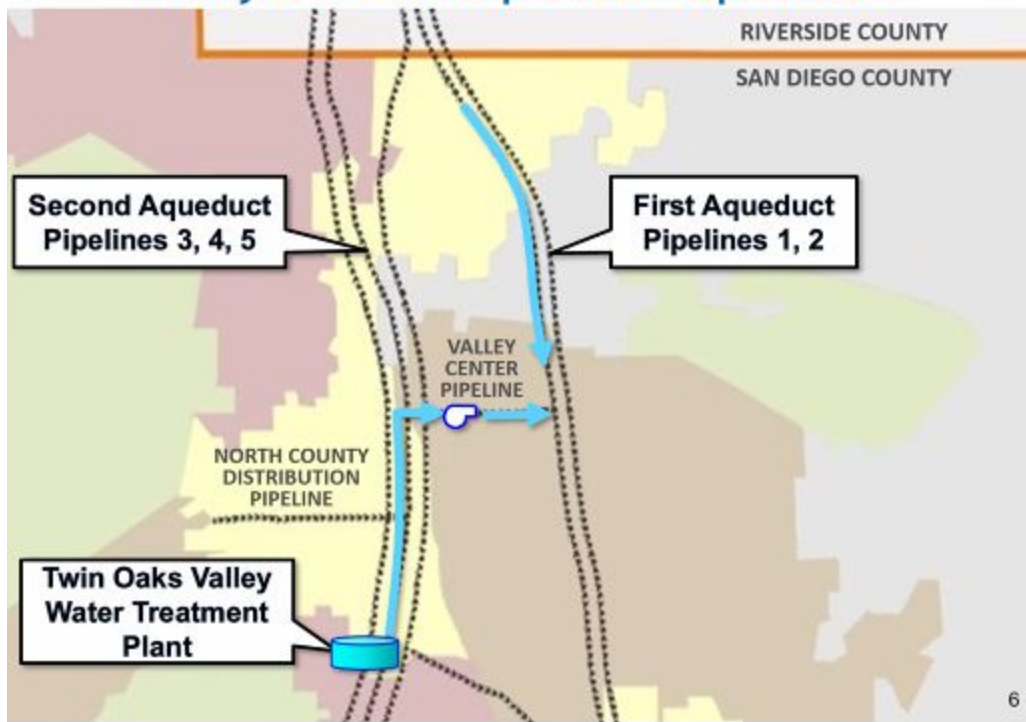 RIVERSIDE COUNTY
SAN DIEGO COUNTY
Second Aqueduct
Pipelines 3, 4, 5
First Aqueduct
Pipelines 1, 2
VALLEY
CENTER
PIPELINE
NORTH COUNTY
DISTRIBUTION
PIPELINE
Twin Oaks Valley
Water Treatment
Plant
6